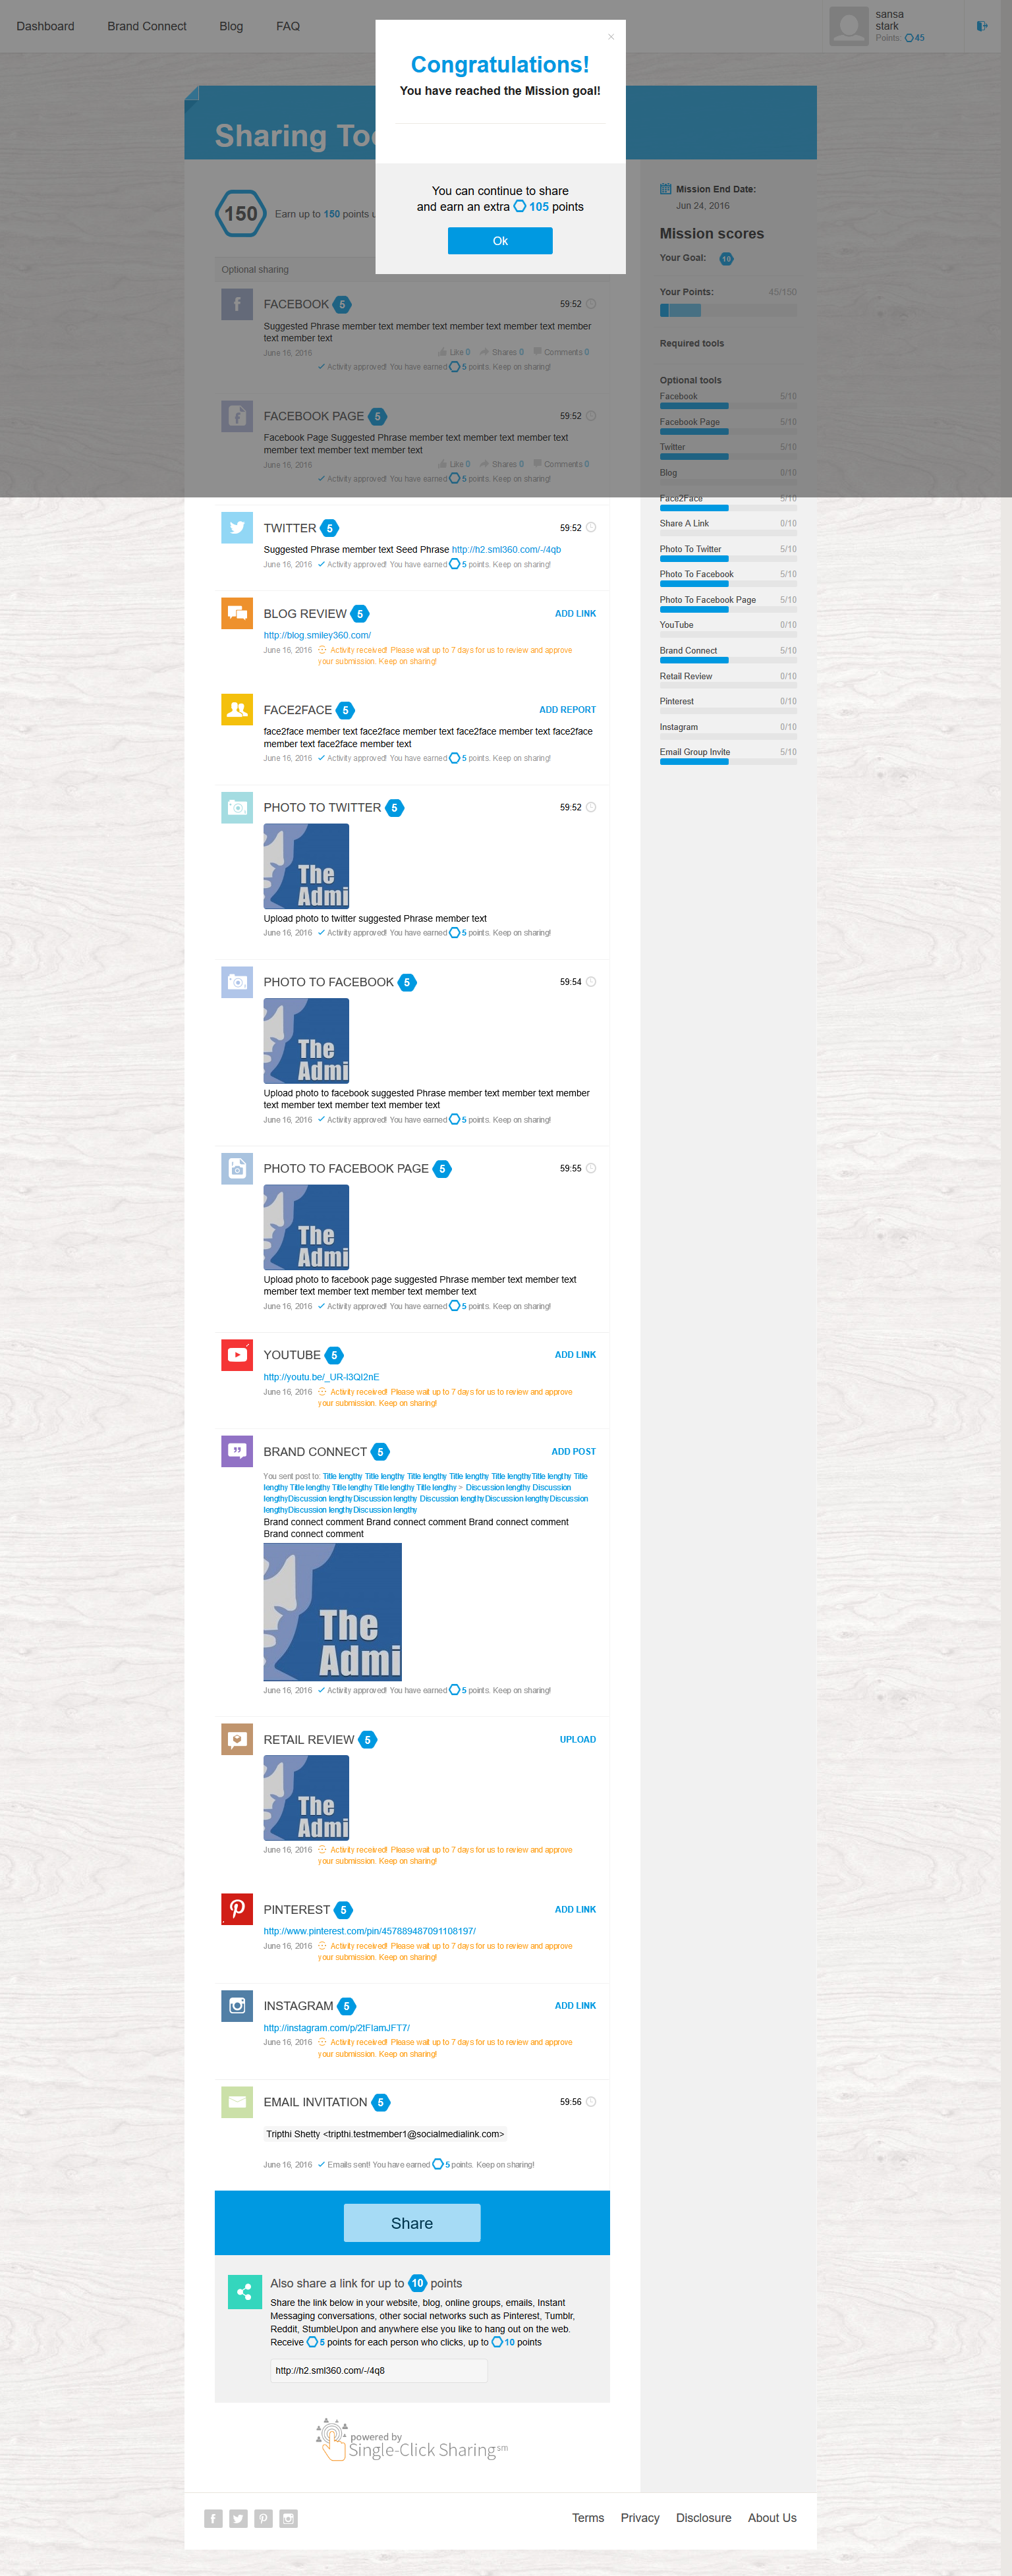 Dashboard Brand Connect Blog FAQ
sansa
stark
Points: 45
×
Congratulations!
You have reached the Mission goal!
You can continue to share
and earn an extra 105 points
Ok
Sharing To
150 Earn up to 150 points
Optional sharing
FACEBOOK 5 59:52
Suggested Phrase member text member text member text member text member
text member text
June 16, 2016 Like 0 Shares 0 Comments 0
Activity approved! You have earned 5 points. Keep on sharing!
FACEBOOK PAGE 5 59:52
Facebook Page Suggested Phrase member text member text member text
member text member text member text
June 16, 2016 Like 0 Shares 0 Comments 0
Activity approved! You have earned 5 points. Keep on sharing!
TWITTER 5 59:52
Suggested Phrase member text Seed Phrase http://h2.sml360.com/-/4qb
June 16, 2016 Activity approved! You have earned 5 points. Keep on sharing!
BLOG REVIEW 5 ADD LINK
http://blog.smiley360.com/
June 16, 2016 Activity received! Please wait up to 7 days for us to review and approve
your submission. Keep on sharing!
FACE2FACE 5 ADD REPORT
face2face member text face2face member text face2face member text face2face
member text face2face member text
June 16, 2016 Activity approved! You have earned 5 points. Keep on sharing!
PHOTO TO TWITTER 5 59:52
The
Admi
Upload photo to twitter suggested Phrase member text
June 16, 2016 Activity approved! You have earned 5 points. Keep on sharing!
PHOTO TO FACEBOOK 5 59:54
The
Admi
Upload photo to facebook suggested Phrase member text member text member
text member text member text member text
June 16, 2016 Activity approved! You have earned 5 points. Keep on sharing!
PHOTO TO FACEBOOK PAGE 5 59:55
The
Admi
Upload photo to facebook page suggested Phrase member text member text
member text member text member text member text
June 16, 2016 Activity approved! You have earned 5 points. Keep on sharing!
YOUTUBE 5 ADD LINK
http://youtu.be/_UR-l3QI2nE
June 16, 2016 Activity received! Please wait up to 7 days for us to review and approve
your submission. Keep on sharing!
BRAND CONNECT 5 ADD POST
You sent post to: Title lengthy Title lengthy Title lengthy Title lengthy Title lengthyTitle lengthy Title
lengthy Title lengthy Title lengthy Title lengthy Title lengthy > Discussion lengthy Discussion
lengthyDiscussion lengthyDiscussion lengthy Discussion lengthyDiscussion lengthyDiscussion
lengthyDiscussion lengthyDiscussion lengthy
Brand connect comment Brand connect comment Brand connect comment
Brand connect comment
The
Admi
June 16, 2016 Activity approved! You have earned 5 points. Keep on sharing!
RETAIL REVIEW 5 UPLOAD
The
Admi
June 16, 2016 Activity received! Please wait up to 7 days for us to review and approve
your submission. Keep on sharing!
PINTEREST 5 ADD LINK
http://www.pinterest.com/pin/457889487091108197/
June 16, 2016 Activity received! Please wait up to 7 days for us to review and approve
your submission. Keep on sharing!
INSTAGRAM 5 ADD LINK
http://instagram.com/p/2tFIamJFT7/
June 16, 2016 Activity received! Please wait up to 7 days for us to review and approve
your submission. Keep on sharing!
EMAIL INVITATION 5 59:56
Tripthi Shetty <tripthi.testmember1@socialmedialink.com>
June 16, 2016 Emails sent! You have earned 5 points. Keep on sharing!
Share
Also share a link for up to 10 points
Share the link below in your website, blog, online groups, emails, Instant
Messaging conversations, other social networks such as Pinterest, Tumblr,
Reddit, StumbleUpon and anywhere else you like to hang out on the web.
Receive 5 points for each person who clicks, up to 10 points
http://h2.sml360.com/-/4q8
powered by
Single-Click Sharing sm
Mission End Date:
Jun 24, 2016
Mission scores
Your Goal: 10
Your Points: 45/150
Required tools
Optional tools
Facebook 5/10
Facebook Page 5/10
Twitter 5/10
Blog 0/10
Face2Face 5/10
Share A Link 0/10
Photo To Twitter 5/10
Photo To Facebook 5/10
Photo To Facebook Page 5/10
YouTube 0/10
Brand Connect 5/10
Retail Review 0/10
Pinterest 0/10
Instagram 0/10
Email Group Invite 5/10
Terms Privacy Disclosure About Us